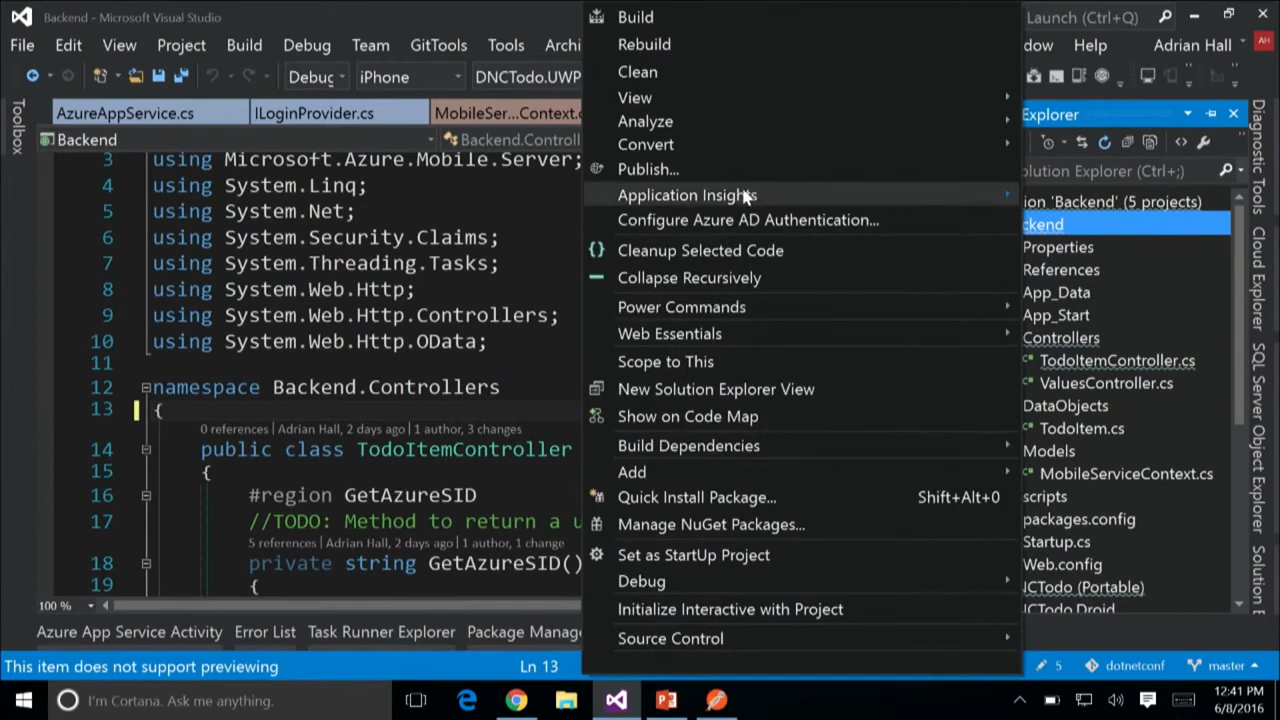 Backend - Microsoft Visual Studio
Launch (Ctrl+Q)
File Edit View Project Build Debug Team GitTools Tools Archi
dow Help Adrian Hall AH
Debug iPhone DNCTodo.UWP
AzureAppService.cs ILoginProvider.cs MobileSer...Context.c
Backend Backend.Controll
3 using Microsoft.Azure.Mobile.Server;
4 using System.Linq;
5 using System.Net;
6 using System.Security.Claims;
7 using System.Threading.Tasks;
8 using System.Web.Http;
9 using System.Web.Http.Controllers;
10 using System.Web.Http.OData;
11
12 namespace Backend.Controllers
13 {
0 references | Adrian Hall, 2 days ago | 1 author, 3 changes
14 public class TodoItemController
15 {
16 #region GetAzureSID
17 //TODO: Method to return a u
5 references | Adrian Hall, 2 days ago | 1 author, 1 change
18 private string GetAzureSID()
19 {
100 %
Toolbox
Build
Rebuild
Clean
View
Analyze
Convert
Publish...
Application Insights
Configure Azure AD Authentication...
Cleanup Selected Code
Collapse Recursively
Power Commands
Web Essentials
Scope to This
New Solution Explorer View
Show on Code Map
Build Dependencies
Add
Quick Install Package... Shift+Alt+0
Manage NuGet Packages...
Set as StartUp Project
Debug
Initialize Interactive with Project
Source Control
Explorer
olution Explorer (Ctrl+;)
ion 'Backend' (5 projects)
ckend
Properties
References
App_Data
App_Start
Controllers
C# TodoItemController.cs
C# ValuesController.cs
DataObjects
C# TodoItem.cs
Models
C# MobileServiceContext.cs
scripts
packages.config
Startup.cs
Web.config
NCTodo (Portable)
NCTodo.Droid
Diagnostic Tools
Cloud Explorer
SQL Server Object Explorer
Solution E
Azure App Service Activity Error List Task Runner Explorer Package Manag
This item does not support previewing Ln 13 5 dotnetconf master
I'm Cortana. Ask me anything.
12:41 PM
6/8/2016